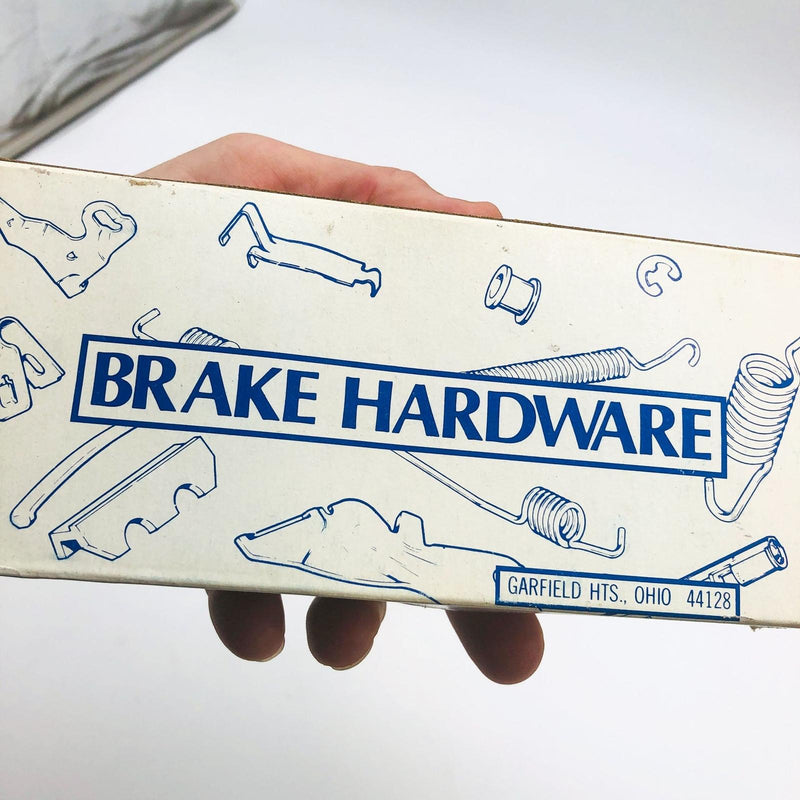 BRAKE HARDWARE
GARFIELD HTS., OHIO 44128